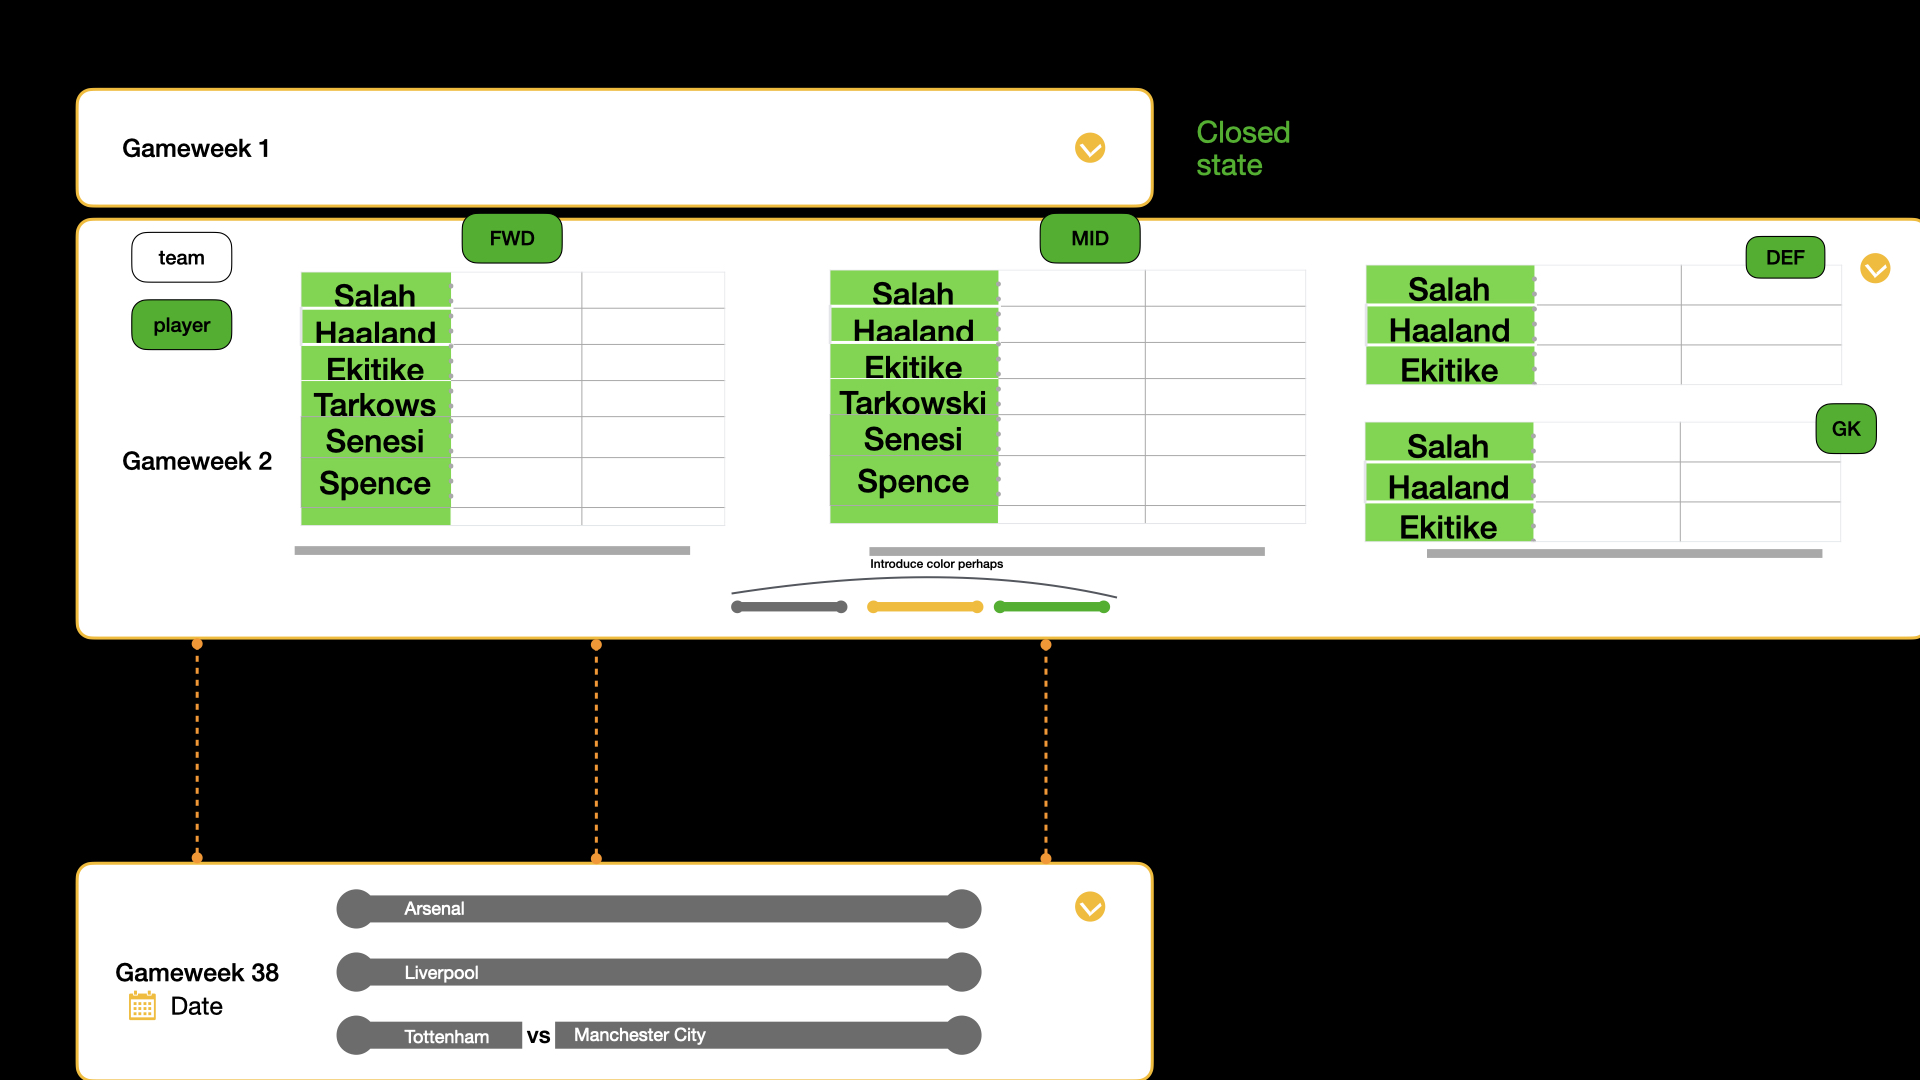 Gameweek 1
Closed
state
team
player
Gameweek 2
FWD
Salah
Haaland
Ekitike
Tarkows
Senesi
Spence
MID
Salah
Haaland
Ekitike
Tarkowski
Senesi
Spence
DEF
Salah
Haaland
Ekitike
GK
Salah
Haaland
Ekitike
Introduce color perhaps
Gameweek 38
Date
Arsenal
Liverpool
Tottenham vs Manchester City